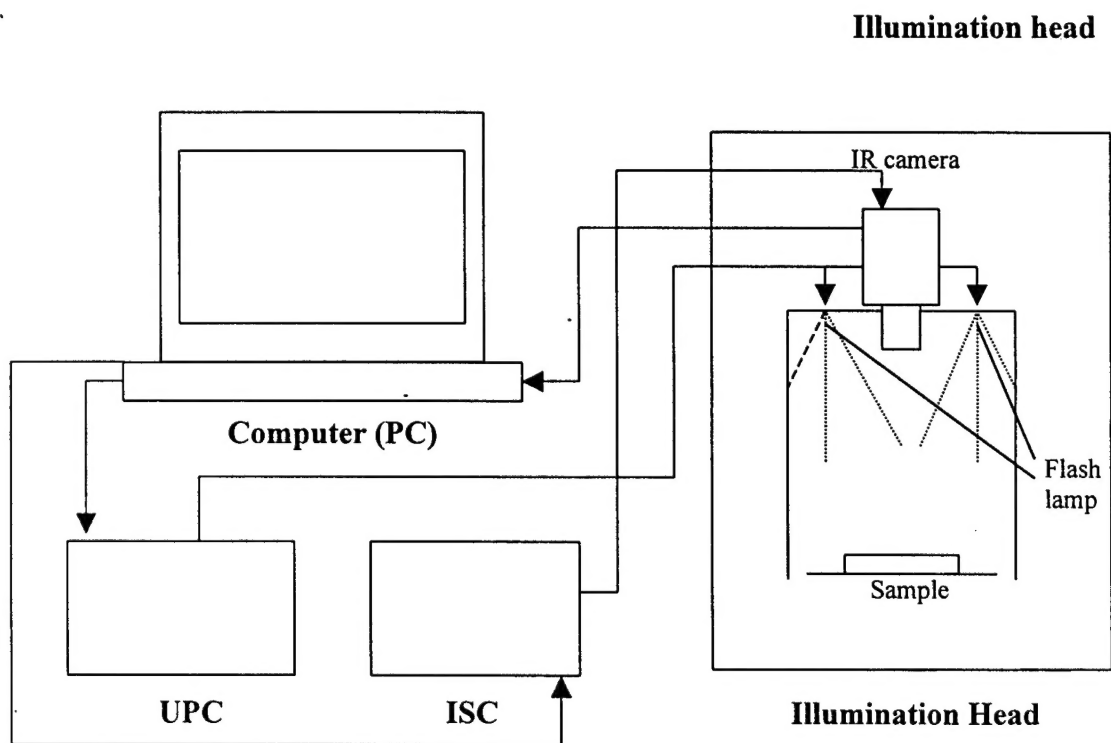 Illumination head
IR camera
Computer (PC)
Flash
lamp
Sample
UPC
ISC
Illumination Head